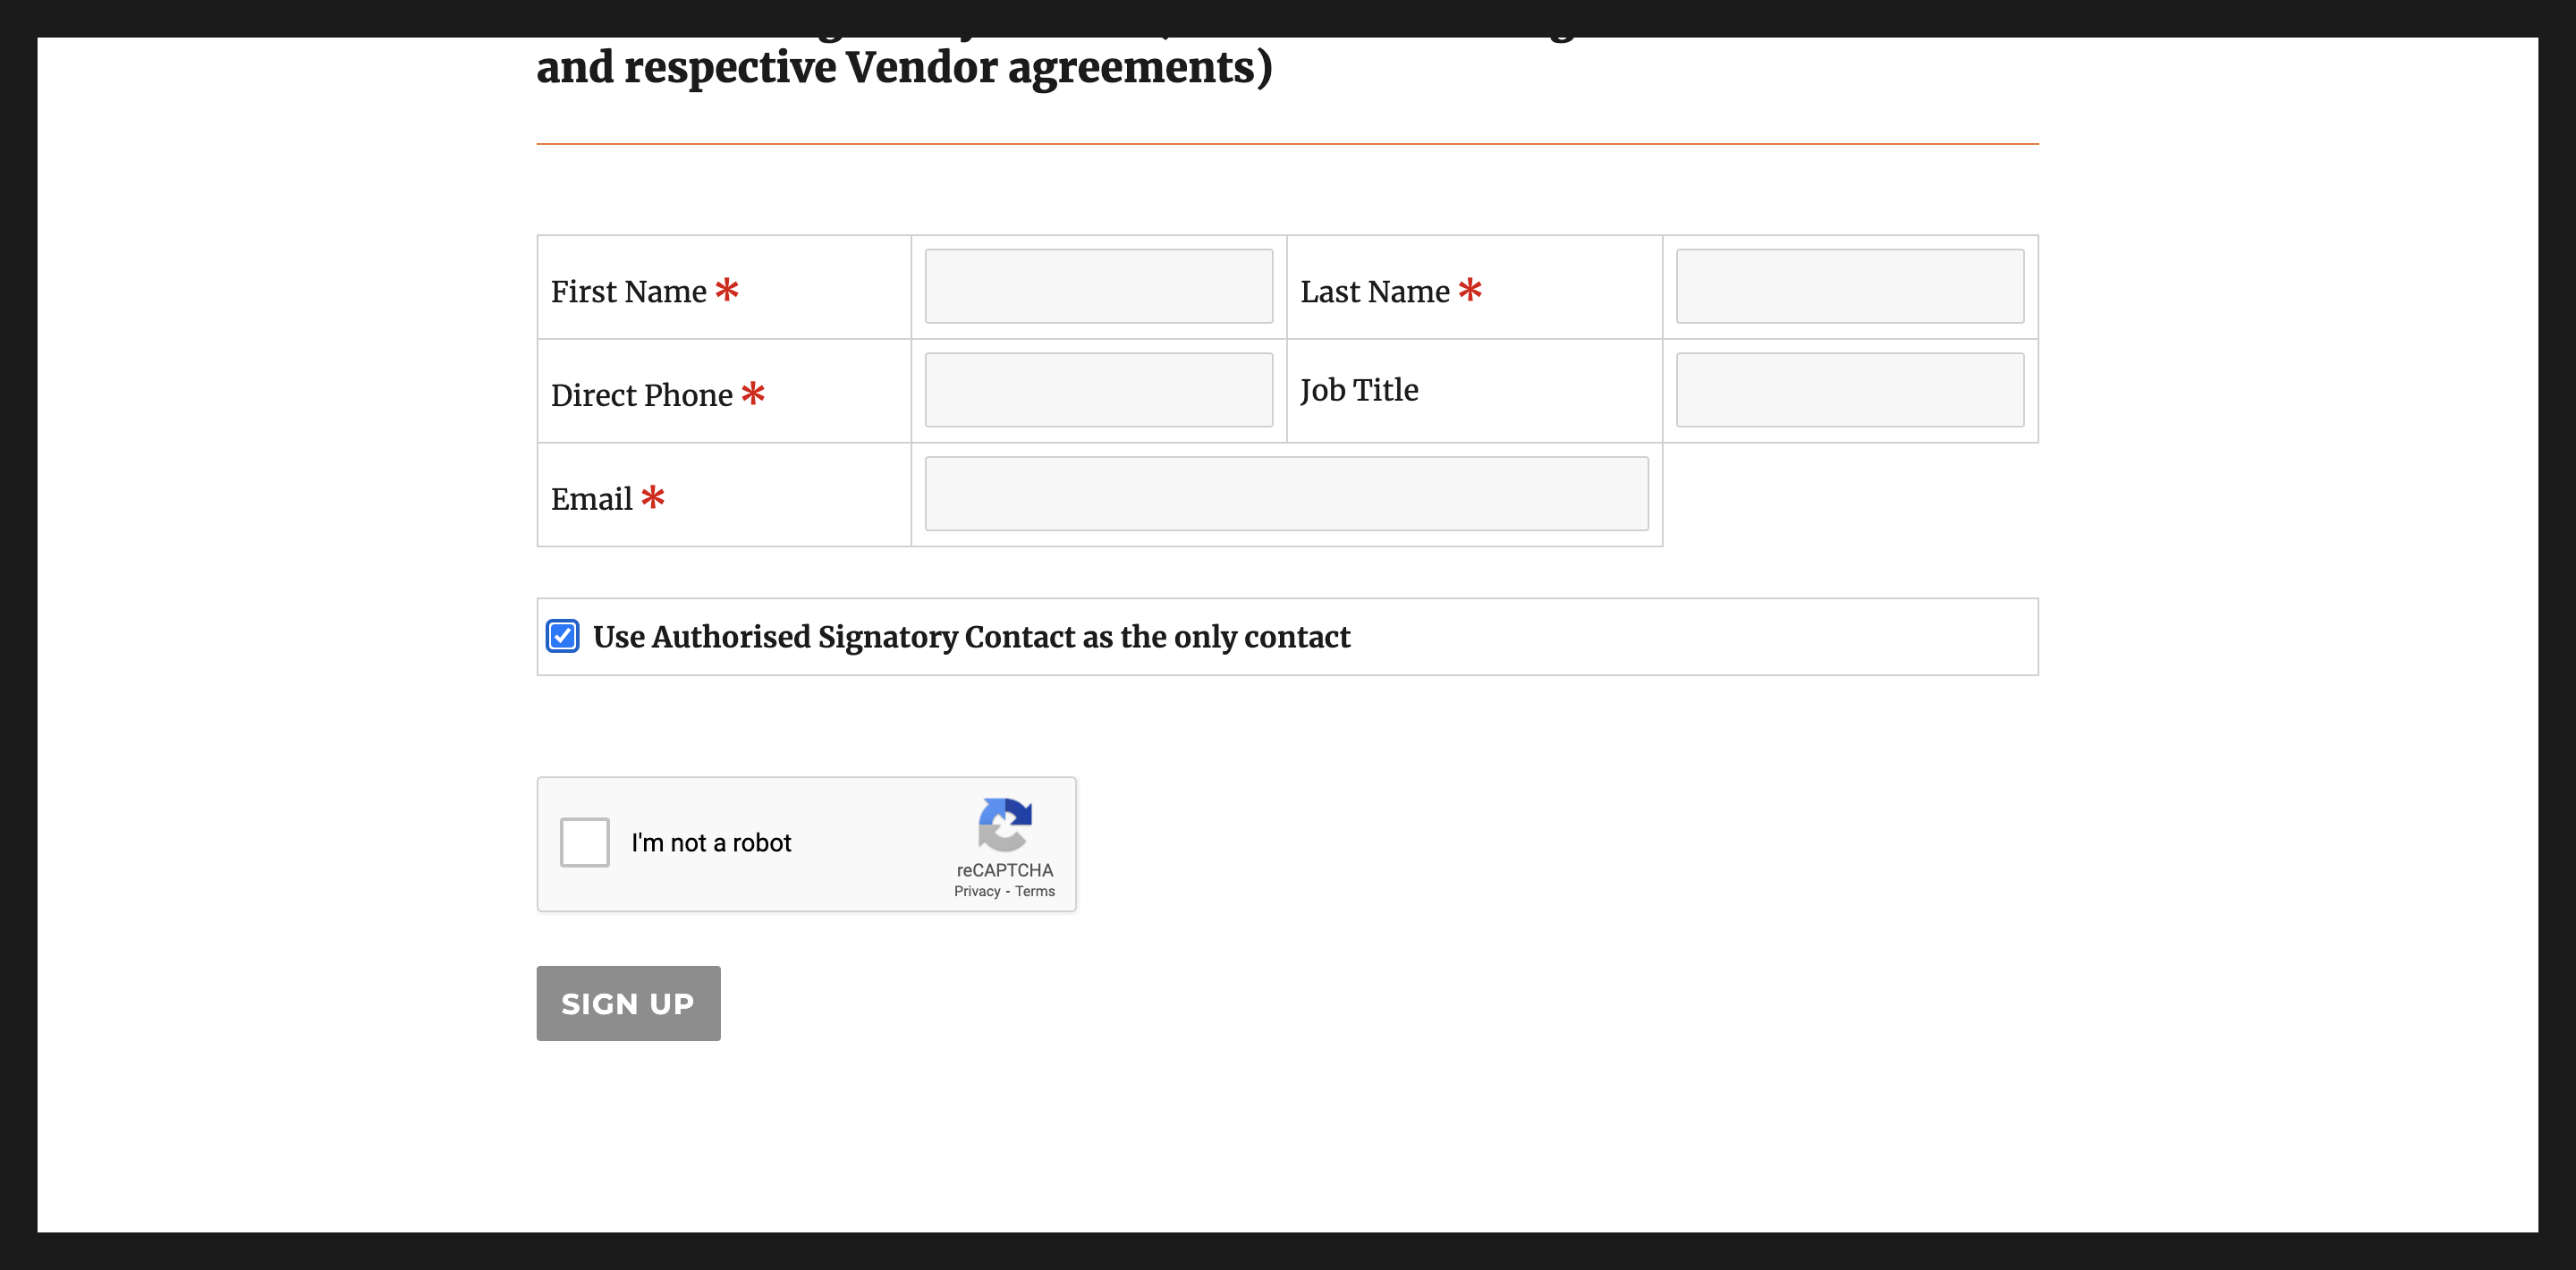 and respective Vendor agreements)
First Name *
Last Name *
Direct Phone *
Job Title
Email *
Use Authorised Signatory Contact as the only contact
I'm not a robot
reCAPTCHA
Privacy - Terms
SIGN UP